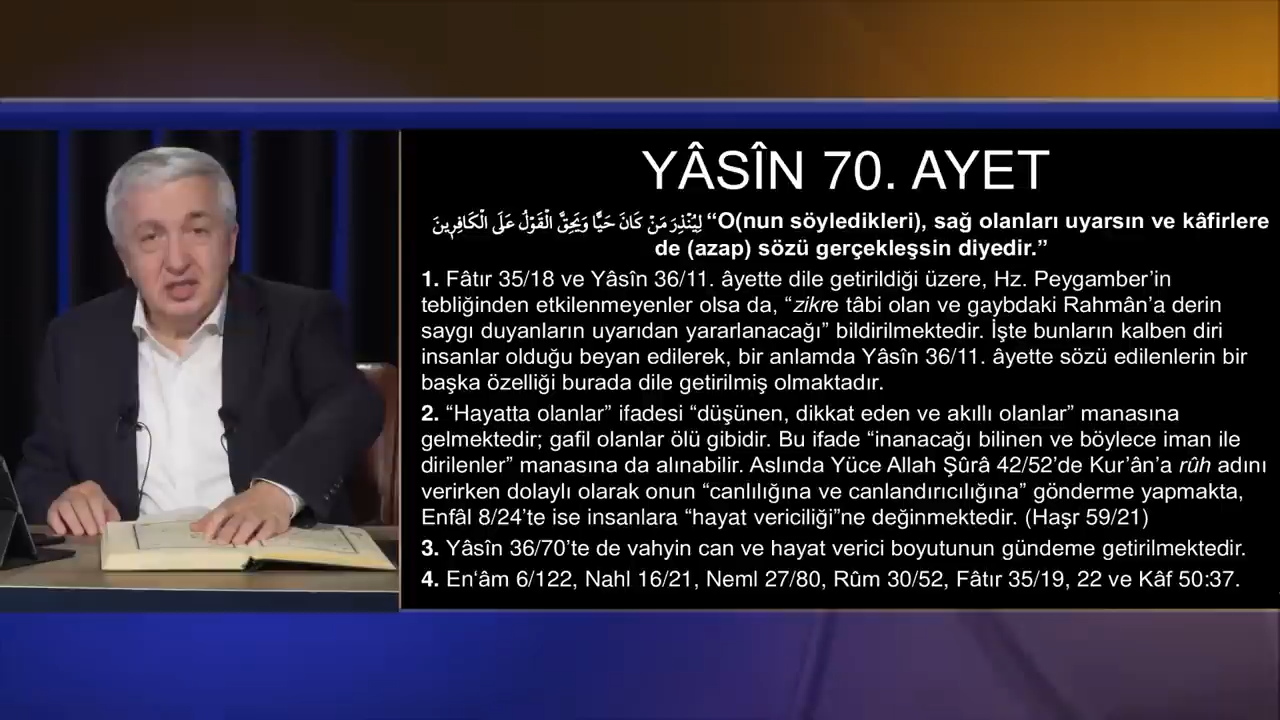 YÂSÎN 70. AYET
لِيُنْذِرَ مَنْ كَانَ حَيًّا وَيَحِقَّ الْقَوْلُ عَلَى الْكَافِر۪ينَ “O(nun söyledikleri), sağ olanları uyarsın ve kâfirlere
de (azap) sözü gerçekleşsin diyedir.”
1. Fâtır 35/18 ve Yâsîn 36/11. âyette dile getirildiği üzere, Hz. Peygamber’in
tebliğinden etkilenmeyenler olsa da, “zikre tâbi olan ve gaybdaki Rahmân’a derin
saygı duyanların uyarıdan yararlanacağı” bildirilmektedir. İşte bunların kalben diri
insanlar olduğu beyan edilerek, bir anlamda Yâsîn 36/11. âyette sözü edilenlerin bir
başka özelliği burada dile getirilmiş olmaktadır.
2. “Hayatta olanlar” ifadesi “düşünen, dikkat eden ve akıllı olanlar” manasına
gelmektedir; gafil olanlar ölü gibidir. Bu ifade “inanacağı bilinen ve böylece iman ile
dirilenler” manasına da alınabilir. Aslında Yüce Allah Şûrâ 42/52’de Kur’ân’a rûh adını
verirken dolaylı olarak onun “canlılığına ve canlandırıcılığına” gönderme yapmakta,
Enfâl 8/24’te ise insanlara “hayat vericiliği”ne değinmektedir. (Haşr 59/21)
3. Yâsîn 36/70’te de vahyin can ve hayat verici boyutunun gündeme getirilmektedir.
4. En‘âm 6/122, Nahl 16/21, Neml 27/80, Rûm 30/52, Fâtır 35/19, 22 ve Kâf 50:37.